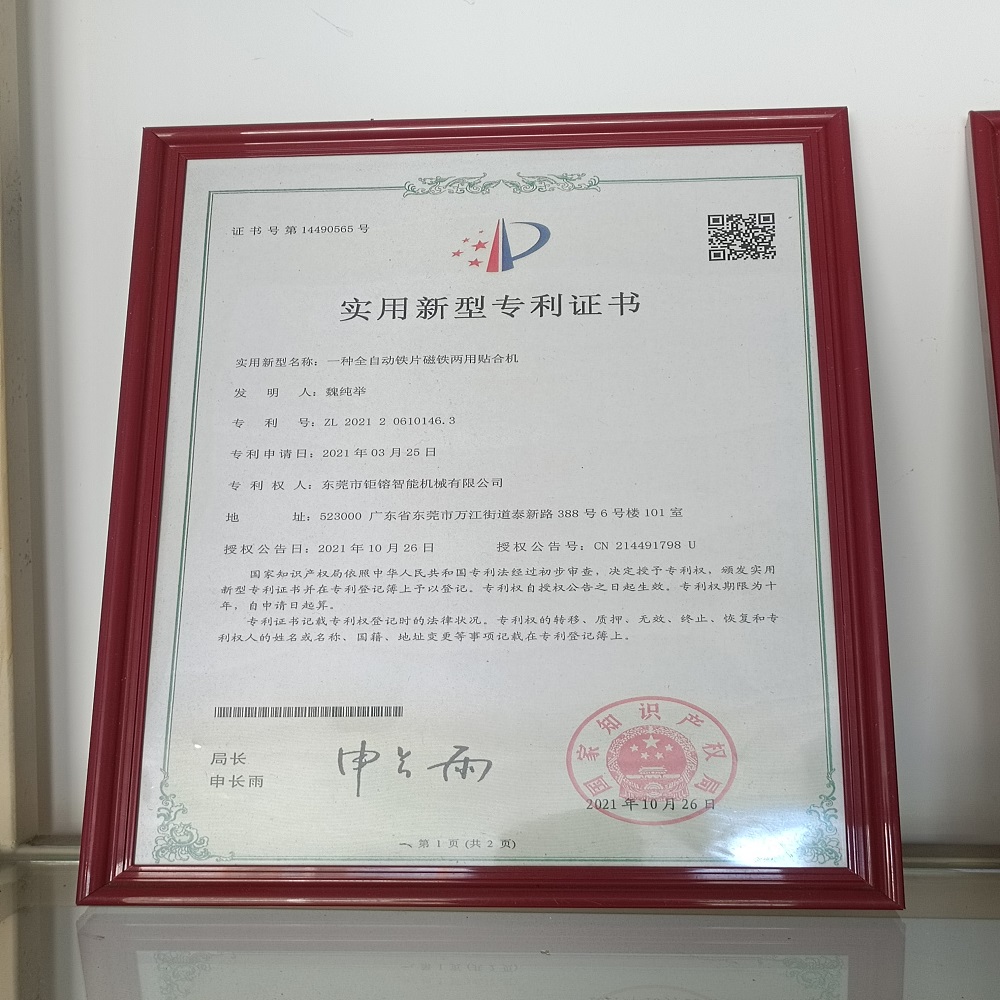 证书号第14490565号
实用新型专利证书
实用新型名称：一种全自动铁片磁铁两用贴合机
发明人：魏纯举
专利号：ZL 2021 2 0610146.3
专利申请日：2021年03月25日
专利权人：东莞市钜镕智能机械有限公司
地址：523000 广东省东莞市万江街道泰新路388号6号楼101室
授权公告日：2021年10月26日 授权公告号：CN 214491798 U
国家知识产权局依照中华人民共和国专利法经过初步审查，决定授予专利权，颁发实用
新型专利证书并在专利登记簿上予以登记。专利权自授权公告之日起生效。专利权期限为十
年，自申请日起算。
专利证书记载专利权登记时的法律状况。专利权的转移、质押、无效、终止、恢复和专
利权人的姓名或名称、国籍、地址变更等事项记载在专利登记簿上。
局长
申长雨
申长雨
国家知识产权局
2021年10月26日
第1页(共2页)